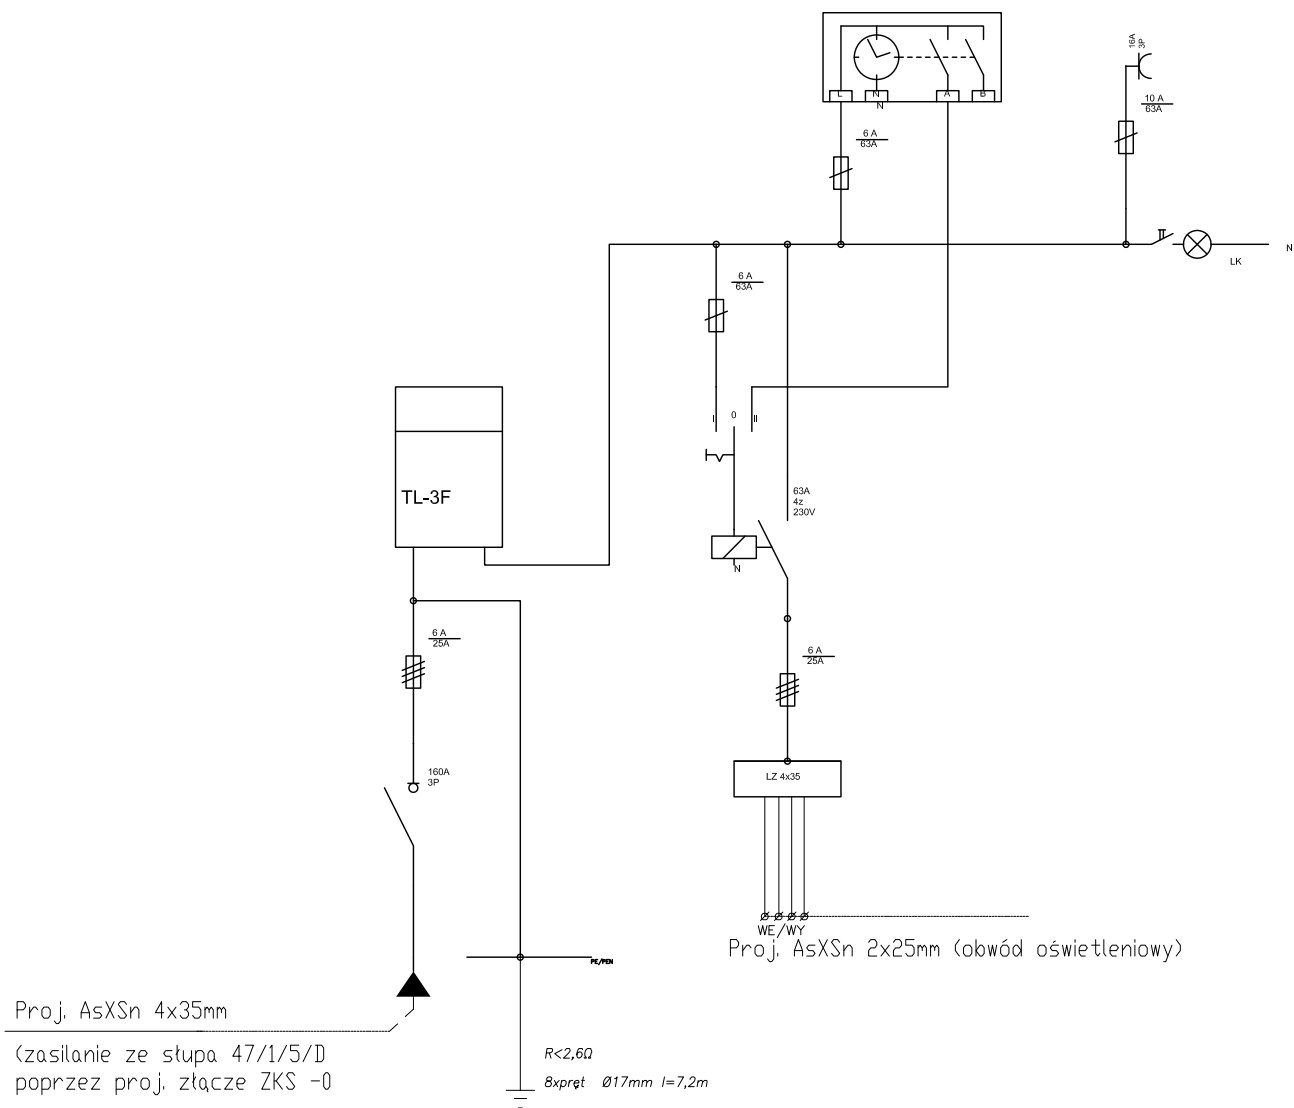 16A
3P
10 A
63A
L
N
A
B
N
6 A
63A
N
LK
6 A
63A
I
0
II
TL-3F
63A
4z
230V
N
6 A
25A
6 A
25A
160A
3P
LZ 4x35
WE/WY
Proj. AsXSn 2x25mm (obwód oświetleniowy)
PE/PEN
Proj. AsXSn 4x35mm
(zasilanie ze słupa 47/1/5/D
poprzez proj. złącze ZKS -0
R<2,6Ω
8xpręt Ø17mm l=7,2m